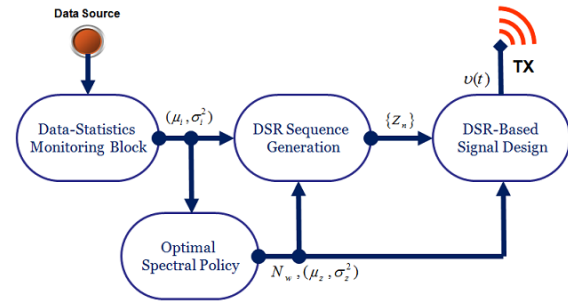 Data Source
TX
υ(t)
Data-Statistics
Monitoring Block
(μ_i, σ_i^2)
DSR Sequence
Generation
{Z_n}
DSR-Based
Signal Design
Optimal
Spectral Policy
N_w, (μ_z, σ_z^2)